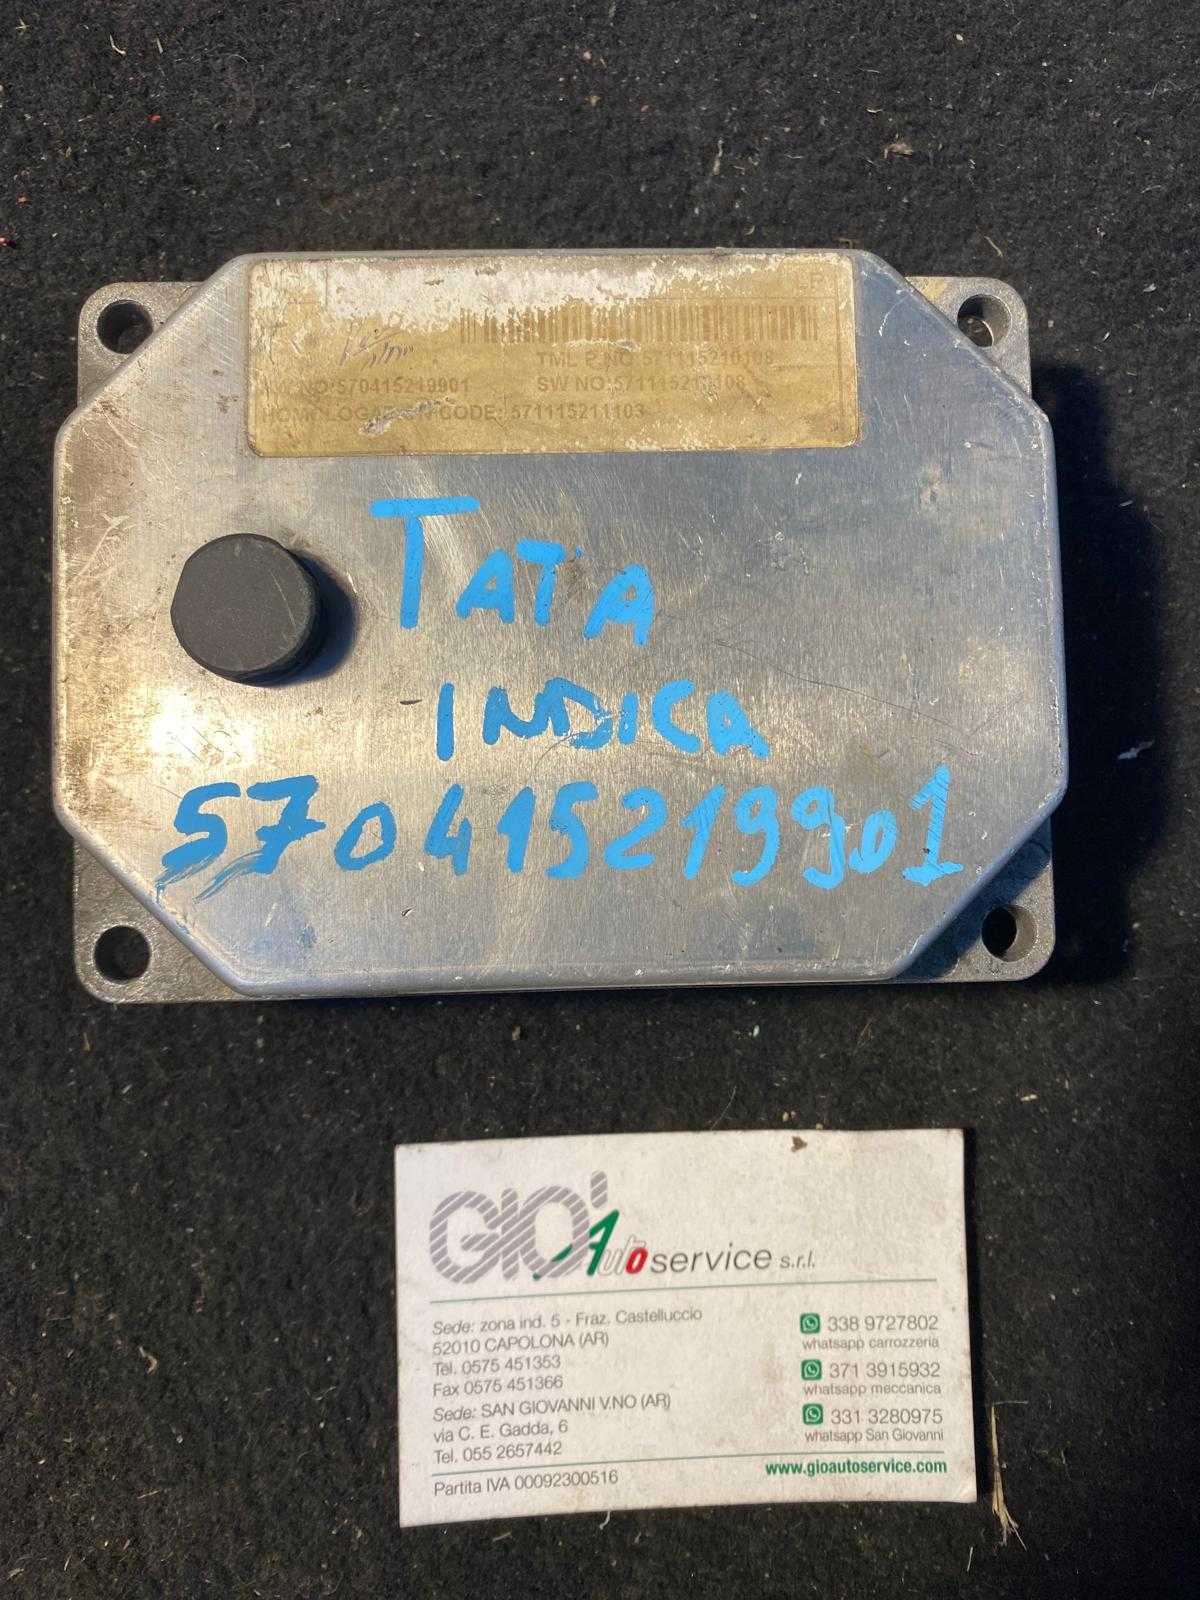 TML P NO:571115210108
NO:570415219901 SW NO:571115210108
CODE: 571115211103
TATA
INDICA
570415219901
GIO' Auto service s.r.l.
Sede: zona ind. 5 - Fraz. Castelluccio
52010 CAPOLONA (AR)
Tel. 0575 451353
Fax 0575 451366
Sede: SAN GIOVANNI V.NO (AR)
via C. E. Gadda, 6
Tel. 055 2657442
Partita IVA 00092300516
338 9727802
whatsapp carrozzeria
371 3915932
whatsapp meccanica
331 3280975
whatsapp San Giovanni
www.gioautoservice.com